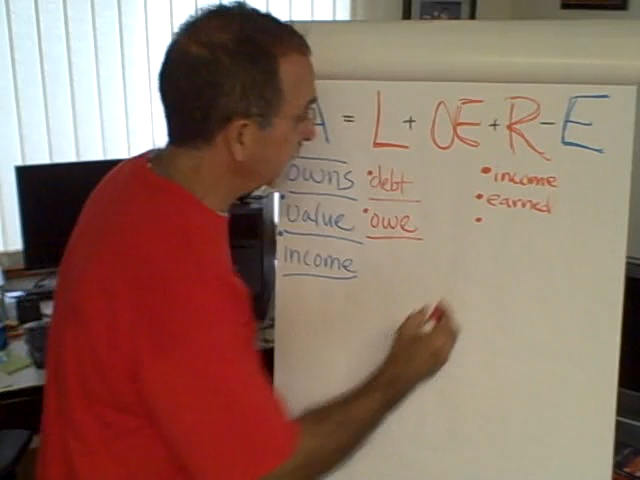 A = L + OE + R - E
owns
value
income
debt
owe
income
earned